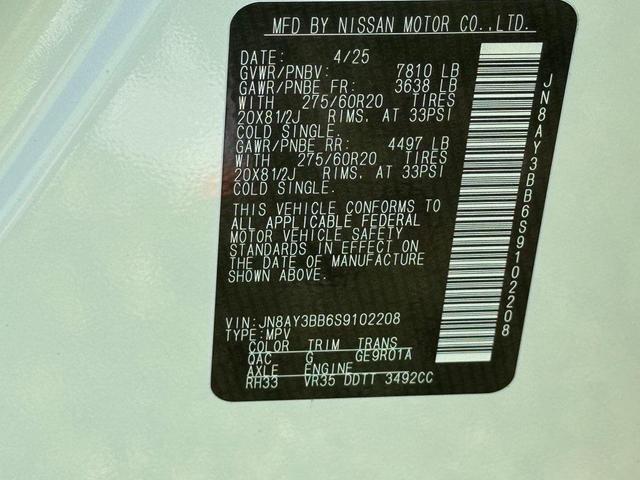 MFD BY NISSAN MOTOR CO.,LTD.
DATE: 4/25
GVWR/PNBV: 7810 LB
GAWR/PNBE FR: 3638 LB
WITH 275/60R20 TIRES
20X81/2J RIMS, AT 33PSI
COLD SINGLE.
GAWR/PNBE RR: 4497 LB
WITH 275/60R20 TIRES
20X81/2J RIMS, AT 33PSI
COLD SINGLE.
THIS VEHICLE CONFORMS TO
ALL APPLICABLE FEDERAL
MOTOR VEHICLE SAFETY
STANDARDS IN EFFECT ON
THE DATE OF MANUFACTURE
SHOWN ABOVE.
VIN: JN8AY3BB6S9102208
TYPE: MPV
COLOR TRIM TRANS
QAC G GE9R01A
AXLE ENGINE
RH33 VR35 DDTT 3492CC
JN8AY3BB6S9102208